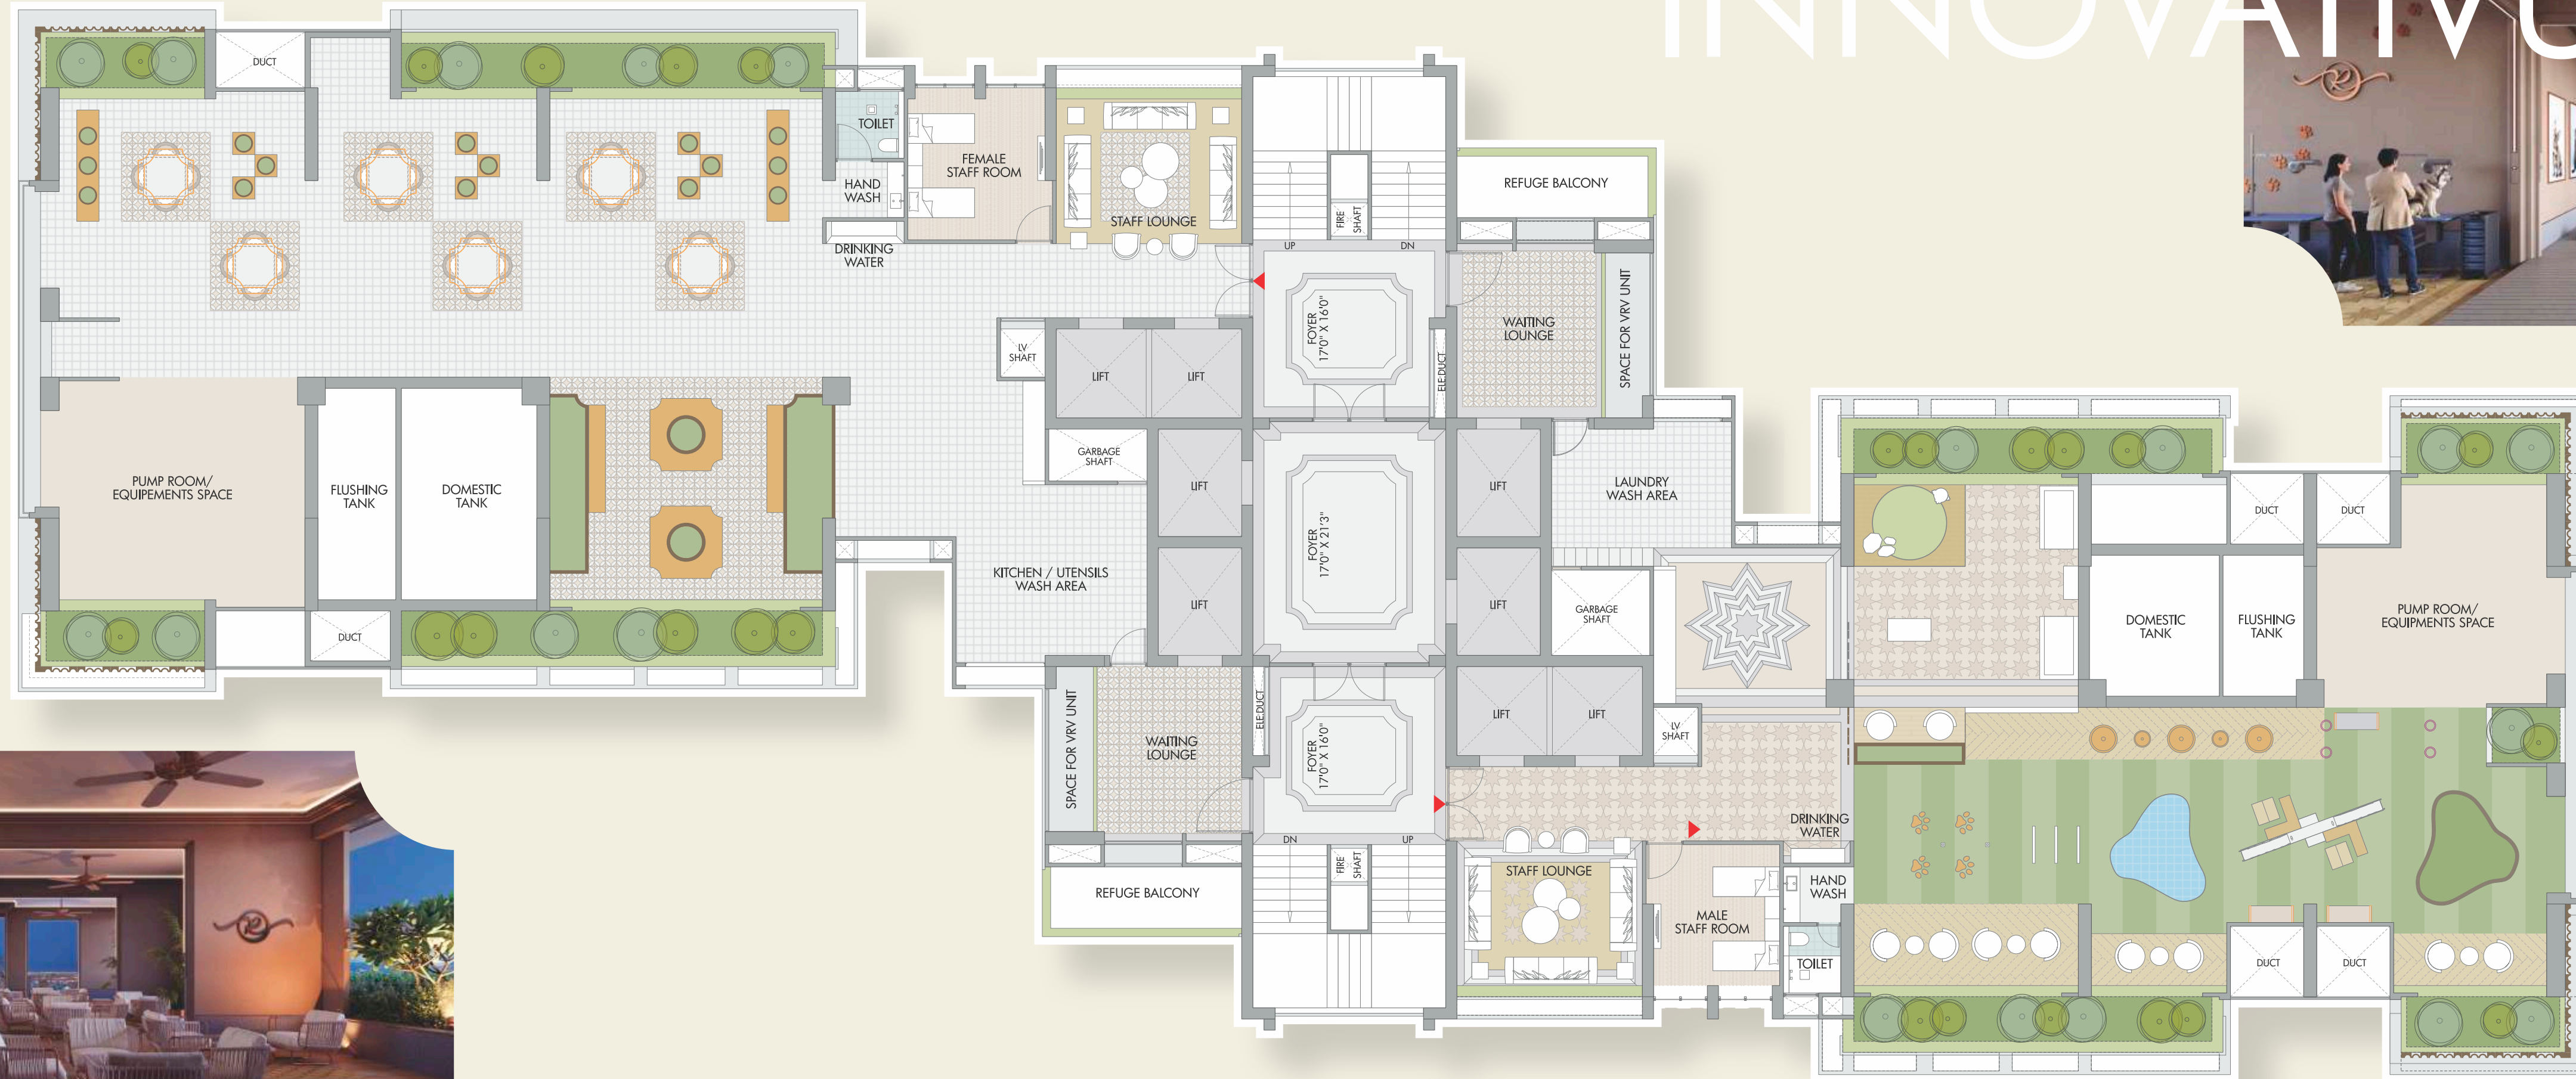 INNOVATIVE
DUCT
TOILET
FEMALE
STAFF ROOM
HAND
WASH
STAFF LOUNGE
DRINKING
WATER
FIRE
SHAFT
UP
DN
REFUGE BALCONY
FOYER
17'0" X 16'0"
WAITING
LOUNGE
SPACE FOR VRV UNIT
LV
SHAFT
LIFT
LIFT
ELE.DUCT
PUMP ROOM/
EQUIPEMENTS SPACE
FLUSHING
TANK
DOMESTIC
TANK
GARBAGE
SHAFT
LIFT
FOYER
17'0" X 21'3"
LIFT
LAUNDRY
WASH AREA
DUCT
DUCT
KITCHEN / UTENSILS
WASH AREA
LIFT
LIFT
GARBAGE
SHAFT
DOMESTIC
TANK
FLUSHING
TANK
PUMP ROOM/
EQUIPEMENTS SPACE
DUCT
SPACE FOR VRV UNIT
WAITING
LOUNGE
ELE.DUCT
FOYER
17'0" X 16'0"
LIFT
LIFT
LV
SHAFT
DRINKING
WATER
DN
UP
FIRE
SHAFT
REFUGE BALCONY
STAFF LOUNGE
MALE
STAFF ROOM
HAND
WASH
TOILET
DUCT
DUCT